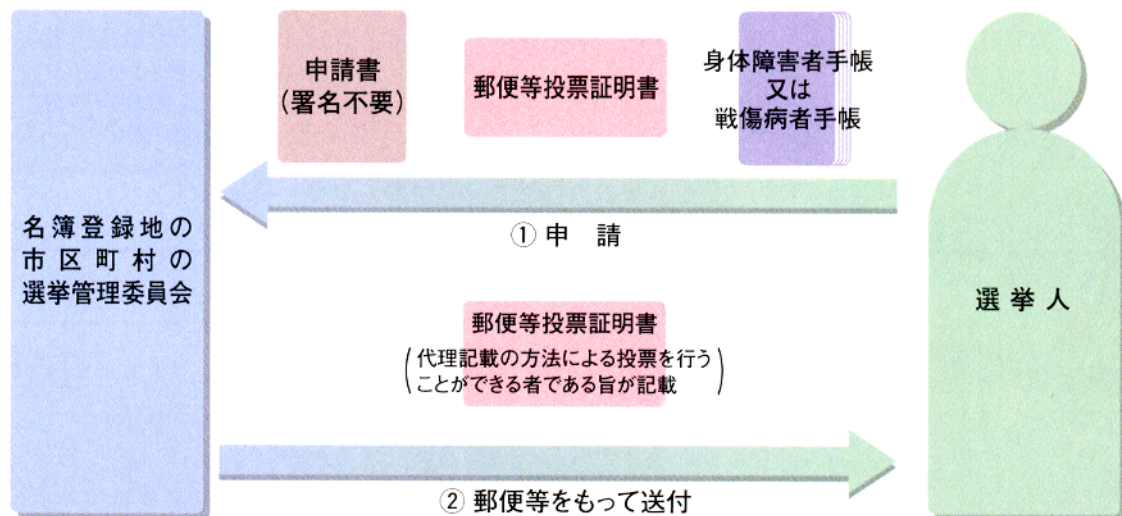 申請書
(署名不要)
郵便等投票証明書
身体障害者手帳
又は
戦傷病者手帳
① 申 請
名簿登録地の
市区町村の
選挙管理委員会
選挙人
郵便等投票証明書
(代理記載の方法による投票を行う
ことができる者である旨が記載)
② 郵便等をもって送付